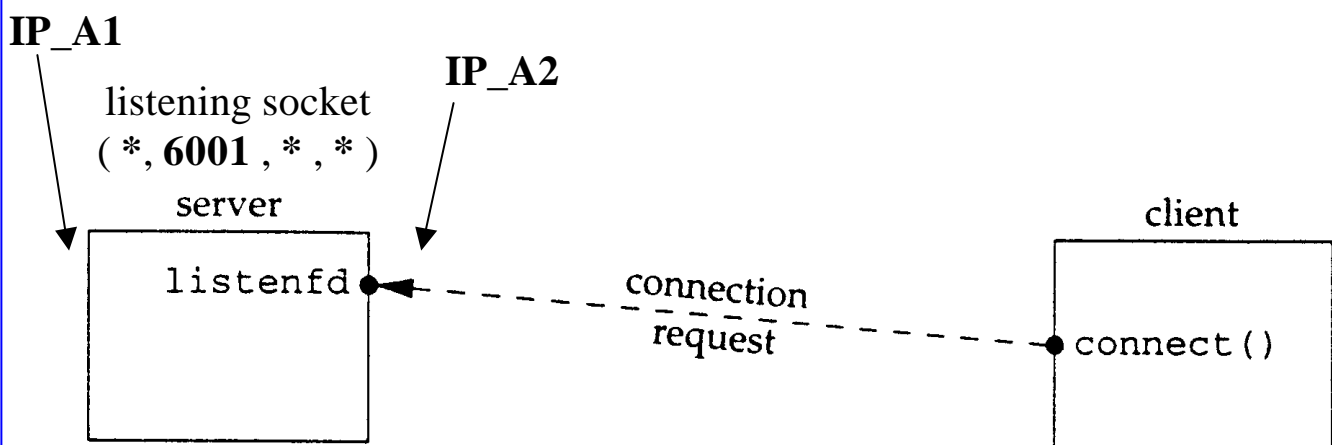 IP_A1
IP_A2
listening socket
( *, 6001 , * , * )
server
client
listenfd
connection
request
connect()